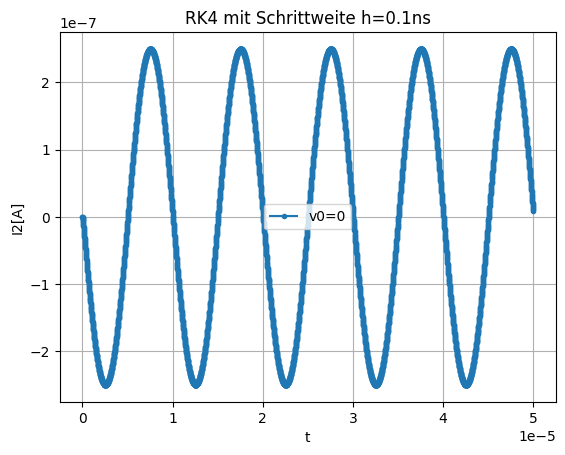 RK4 mit Schrittweite h=0.1ns
1e−7
2
1
0
−1
−2
I2[A]
v0=0
0 1 2 3 4 5
1e−5
t